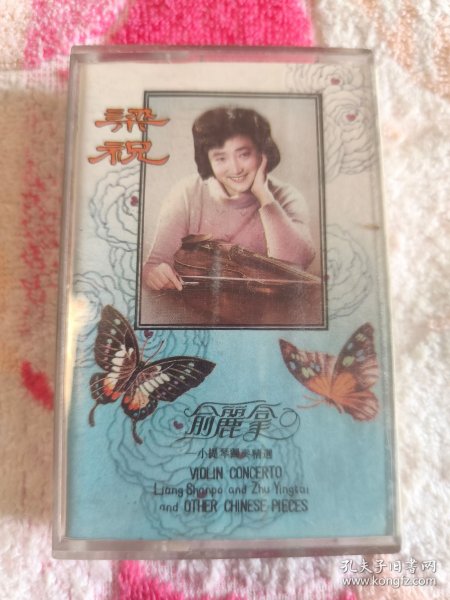 梁
祝
俞麗拿
小提琴獨奏精選
VIOLIN CONCERTO
Liang Shanpo and Zhu Yingtai
and OTHER CHINESE PIECES
孔夫子旧书网
www.kongfz.com